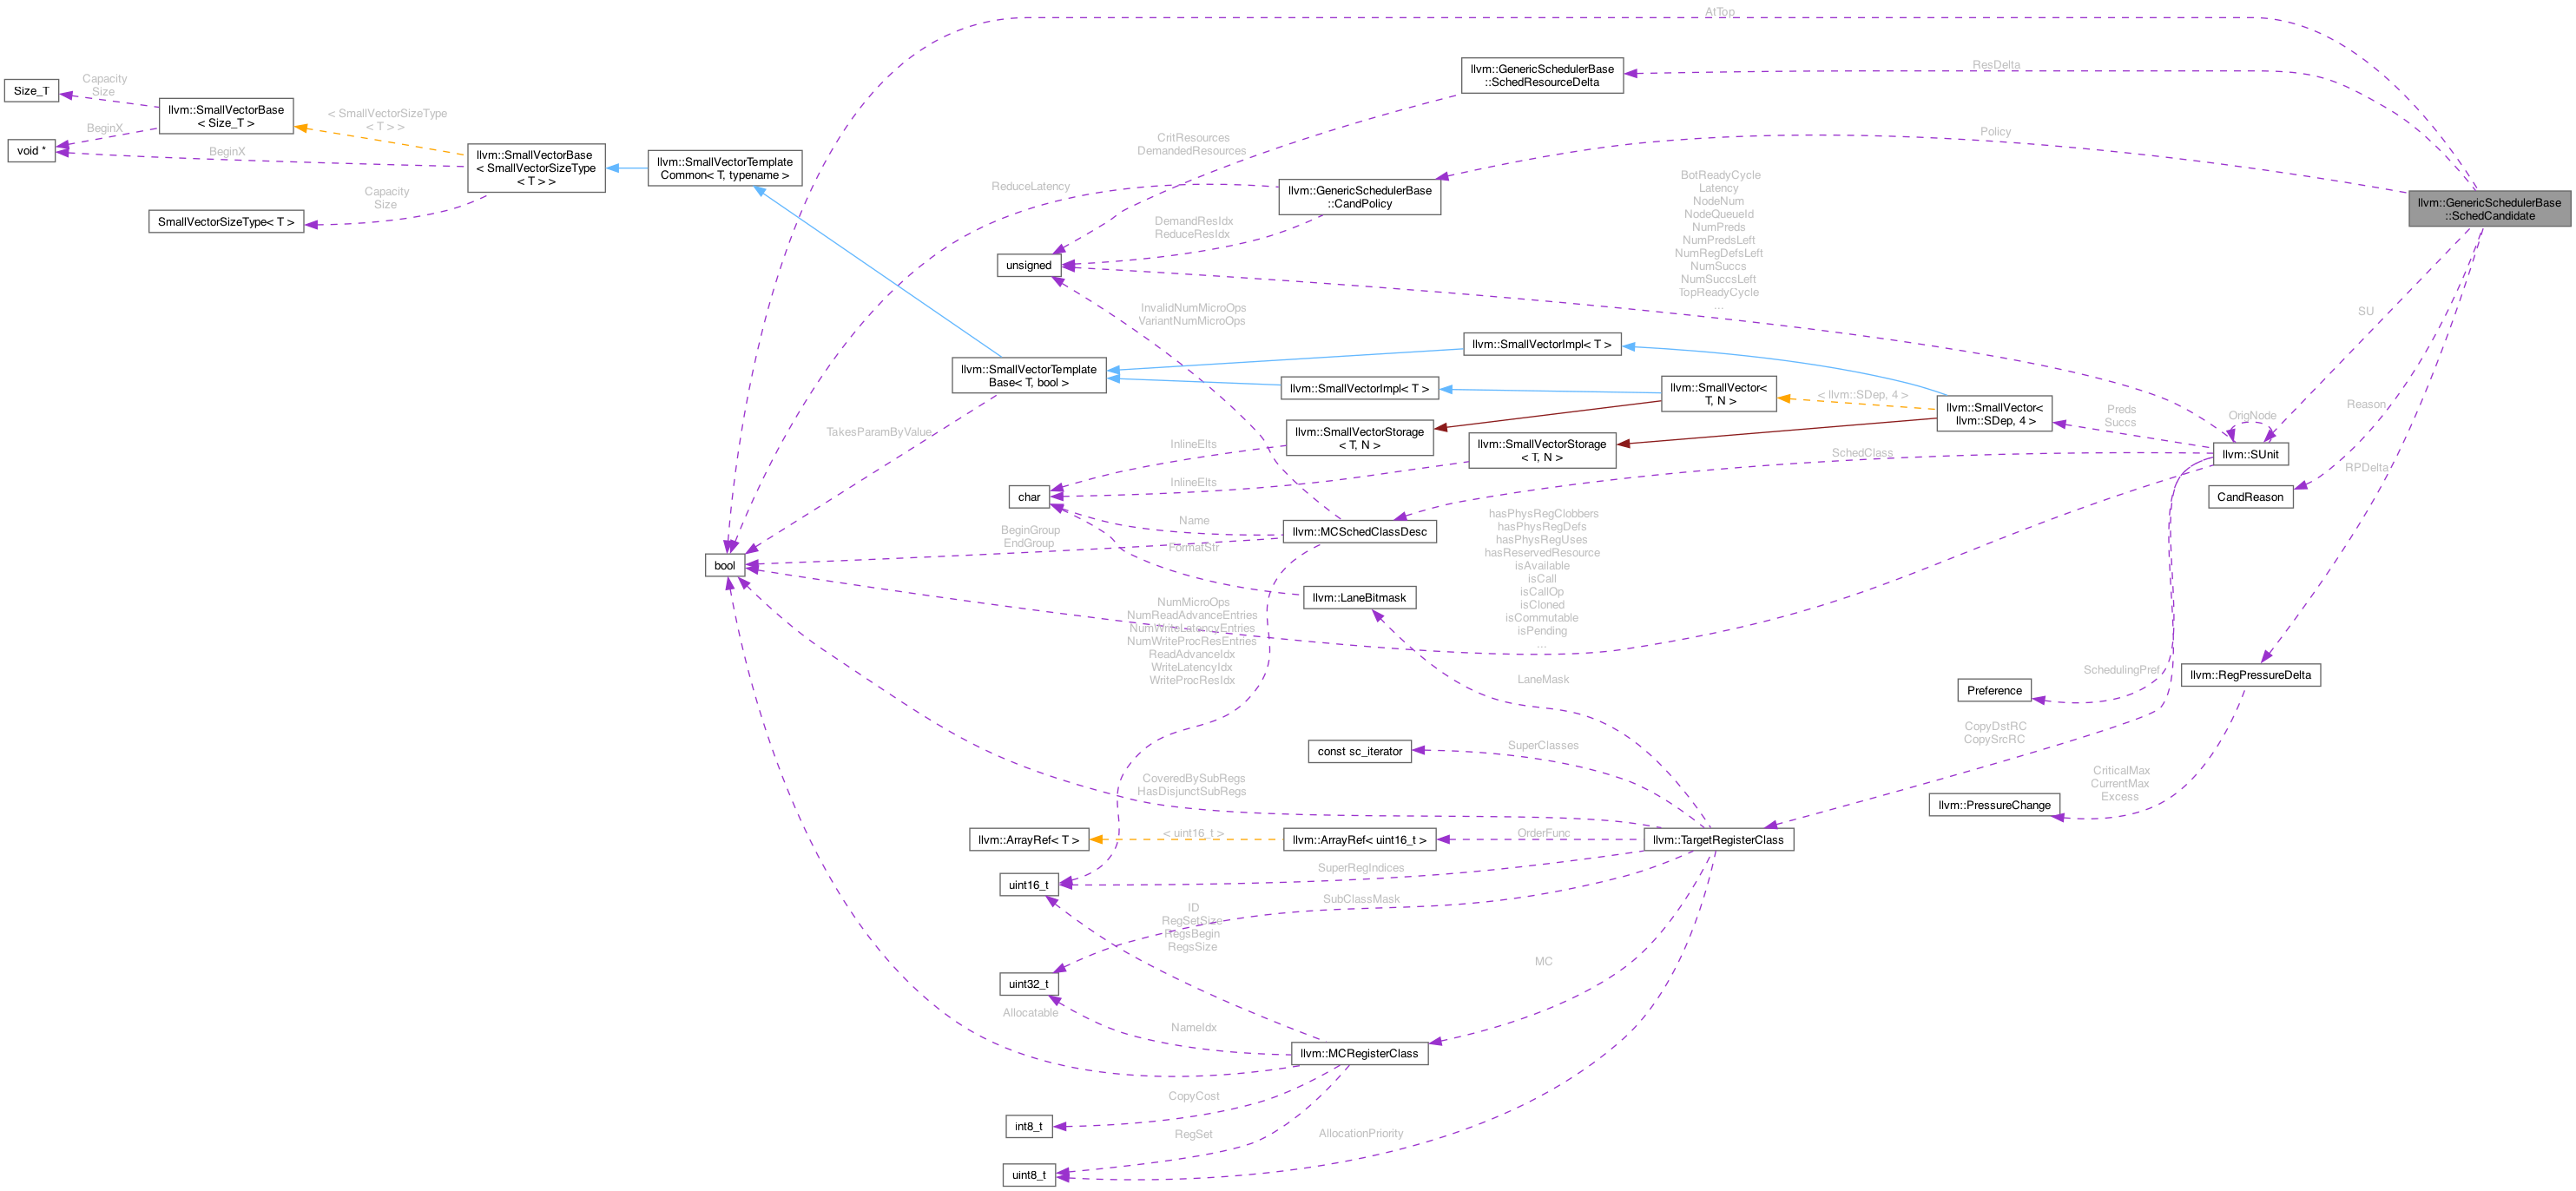 AtTop
llvm::GenericSchedulerBase
::SchedResourceDelta
ResDelta
Size_T
Capacity
Size
llvm::SmallVectorBase
< Size_T >
< SmallVectorSizeType
< T > >
void *
BeginX
BeginX
llvm::SmallVectorBase
< SmallVectorSizeType
< T > >
llvm::SmallVectorTemplate
Common< T, typename >
CritResources
DemandedResources
Policy
ReduceLatency
llvm::GenericSchedulerBase
::CandPolicy
Capacity
Size
SmallVectorSizeType< T >
DemandResIdx
ReduceResIdx
BotReadyCycle
Latency
NodeNum
NodeQueueId
NumPreds
NumPredsLeft
NumRegDefsLeft
NumSuccs
NumSuccsLeft
TopReadyCycle
...
llvm::GenericSchedulerBase
::SchedCandidate
unsigned
InvalidNumMicroOps
VariantNumMicroOps
SU
llvm::SmallVectorImpl< T >
llvm::SmallVectorTemplate
Base< T, bool >
llvm::SmallVectorImpl< T >
llvm::SmallVector<
T, N >
< llvm::SDep, 4 >
llvm::SmallVector<
llvm::SDep, 4 >
Preds
Succs
OrigNode
Reason
TakesParamByValue
llvm::SmallVectorStorage
< T, N >
llvm::SmallVectorStorage
< T, N >
InlineElts
InlineElts
SchedClass
llvm::SUnit
RPDelta
char
CandReason
Name
llvm::MCSchedClassDesc
BeginGroup
EndGroup
FormatStr
hasPhysRegClobbers
hasPhysRegDefs
hasPhysRegUses
hasReservedResource
isAvailable
isCall
isCallOp
isCloned
isCommutable
isPending
...
bool
llvm::LaneBitmask
NumMicroOps
NumReadAdvanceEntries
NumWriteLatencyEntries
NumWriteProcResEntries
ReadAdvanceIdx
WriteLatencyIdx
WriteProcResIdx
LaneMask
SchedulingPref
llvm::RegPressureDelta
Preference
CopyDstRC
CopySrcRC
const sc_iterator
SuperClasses
CoveredBySubRegs
HasDisjunctSubRegs
CriticalMax
CurrentMax
Excess
llvm::PressureChange
llvm::ArrayRef< T >
< uint16_t >
llvm::ArrayRef< uint16_t >
OrderFunc
llvm::TargetRegisterClass
SuperRegIndices
uint16_t
SubClassMask
ID
RegSetSize
RegsBegin
RegsSize
MC
uint32_t
Allocatable
NameIdx
llvm::MCRegisterClass
CopyCost
int8_t
RegSet
AllocationPriority
uint8_t